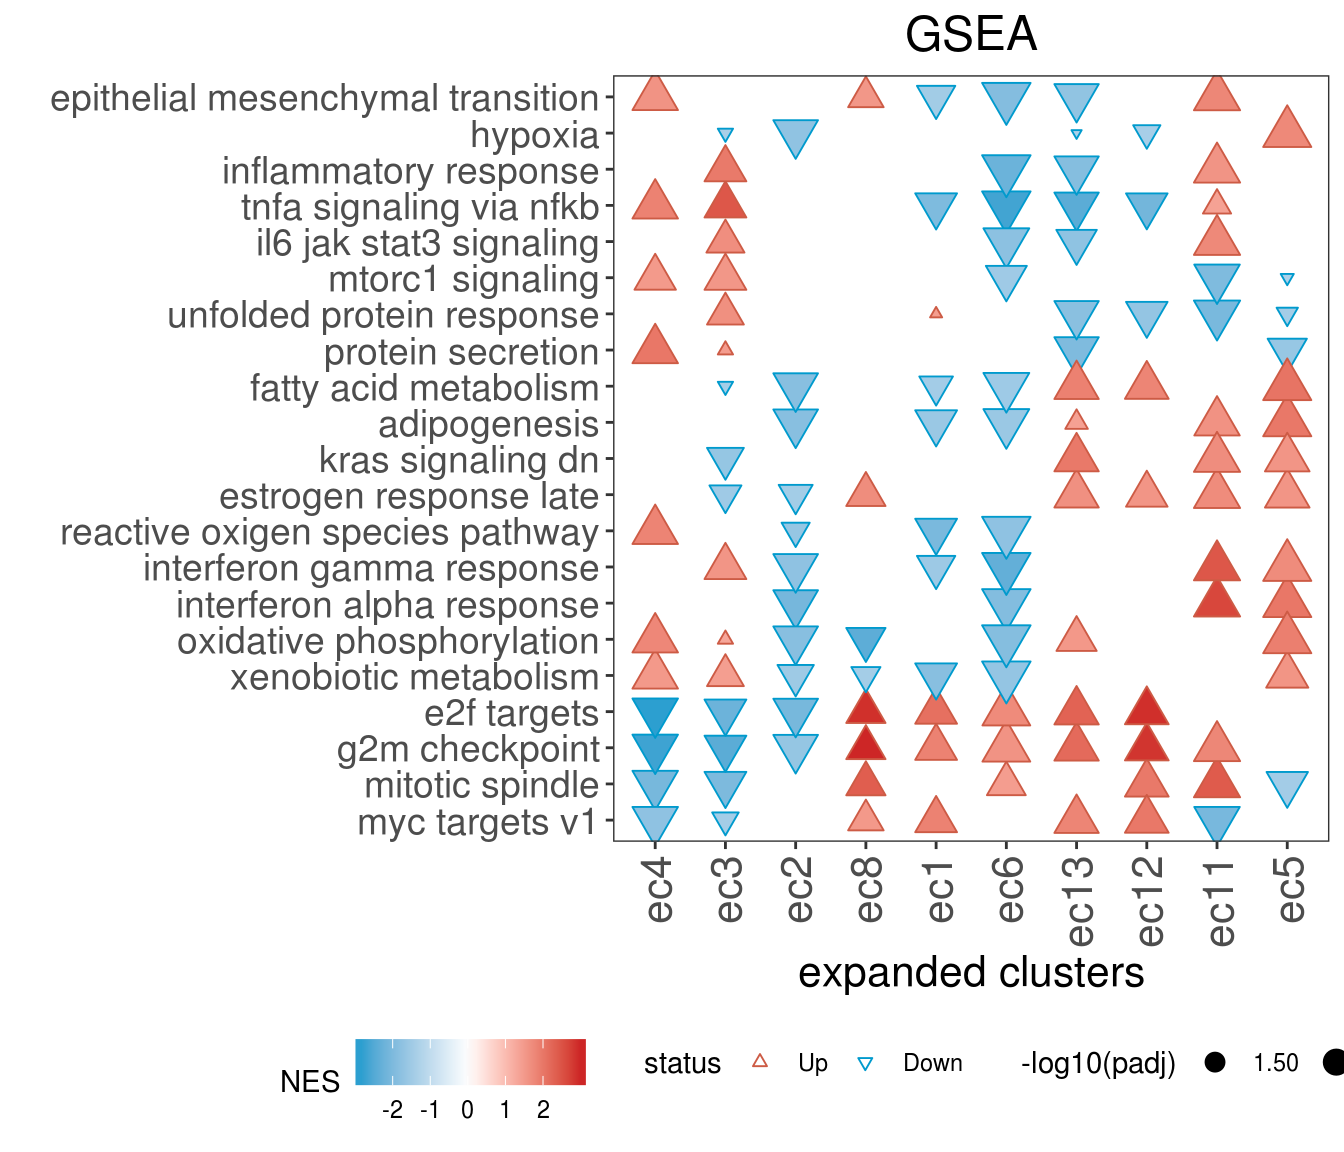 GSEA
epithelial mesenchymal transition
hypoxia
inflammatory response
tnfa signaling via nfkb
il6 jak stat3 signaling
mtorc1 signaling
unfolded protein response
protein secretion
fatty acid metabolism
adipogenesis
kras signaling dn
estrogen response late
reactive oxigen species pathway
interferon gamma response
interferon alpha response
oxidative phosphorylation
xenobiotic metabolism
e2f targets
g2m checkpoint
mitotic spindle
myc targets v1
ec4 ec3 ec2 ec8 ec1 ec6 ec13 ec12 ec11 ec5
expanded clusters
NES
-2 -1 0 1 2
status Up Down -log10(padj) 1.50